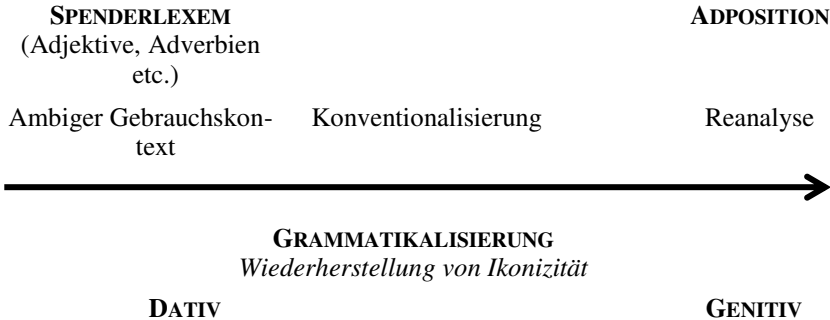 SPENDERLEXEM ADPOSITION
(Adjektive, Adverbien
etc.)
Ambiger Gebrauchskon- Konventionalisierung Reanalyse
text
GRAMMATIKALISIERUNG
Wiederherstellung von Ikonizität
DATIV GENITIV